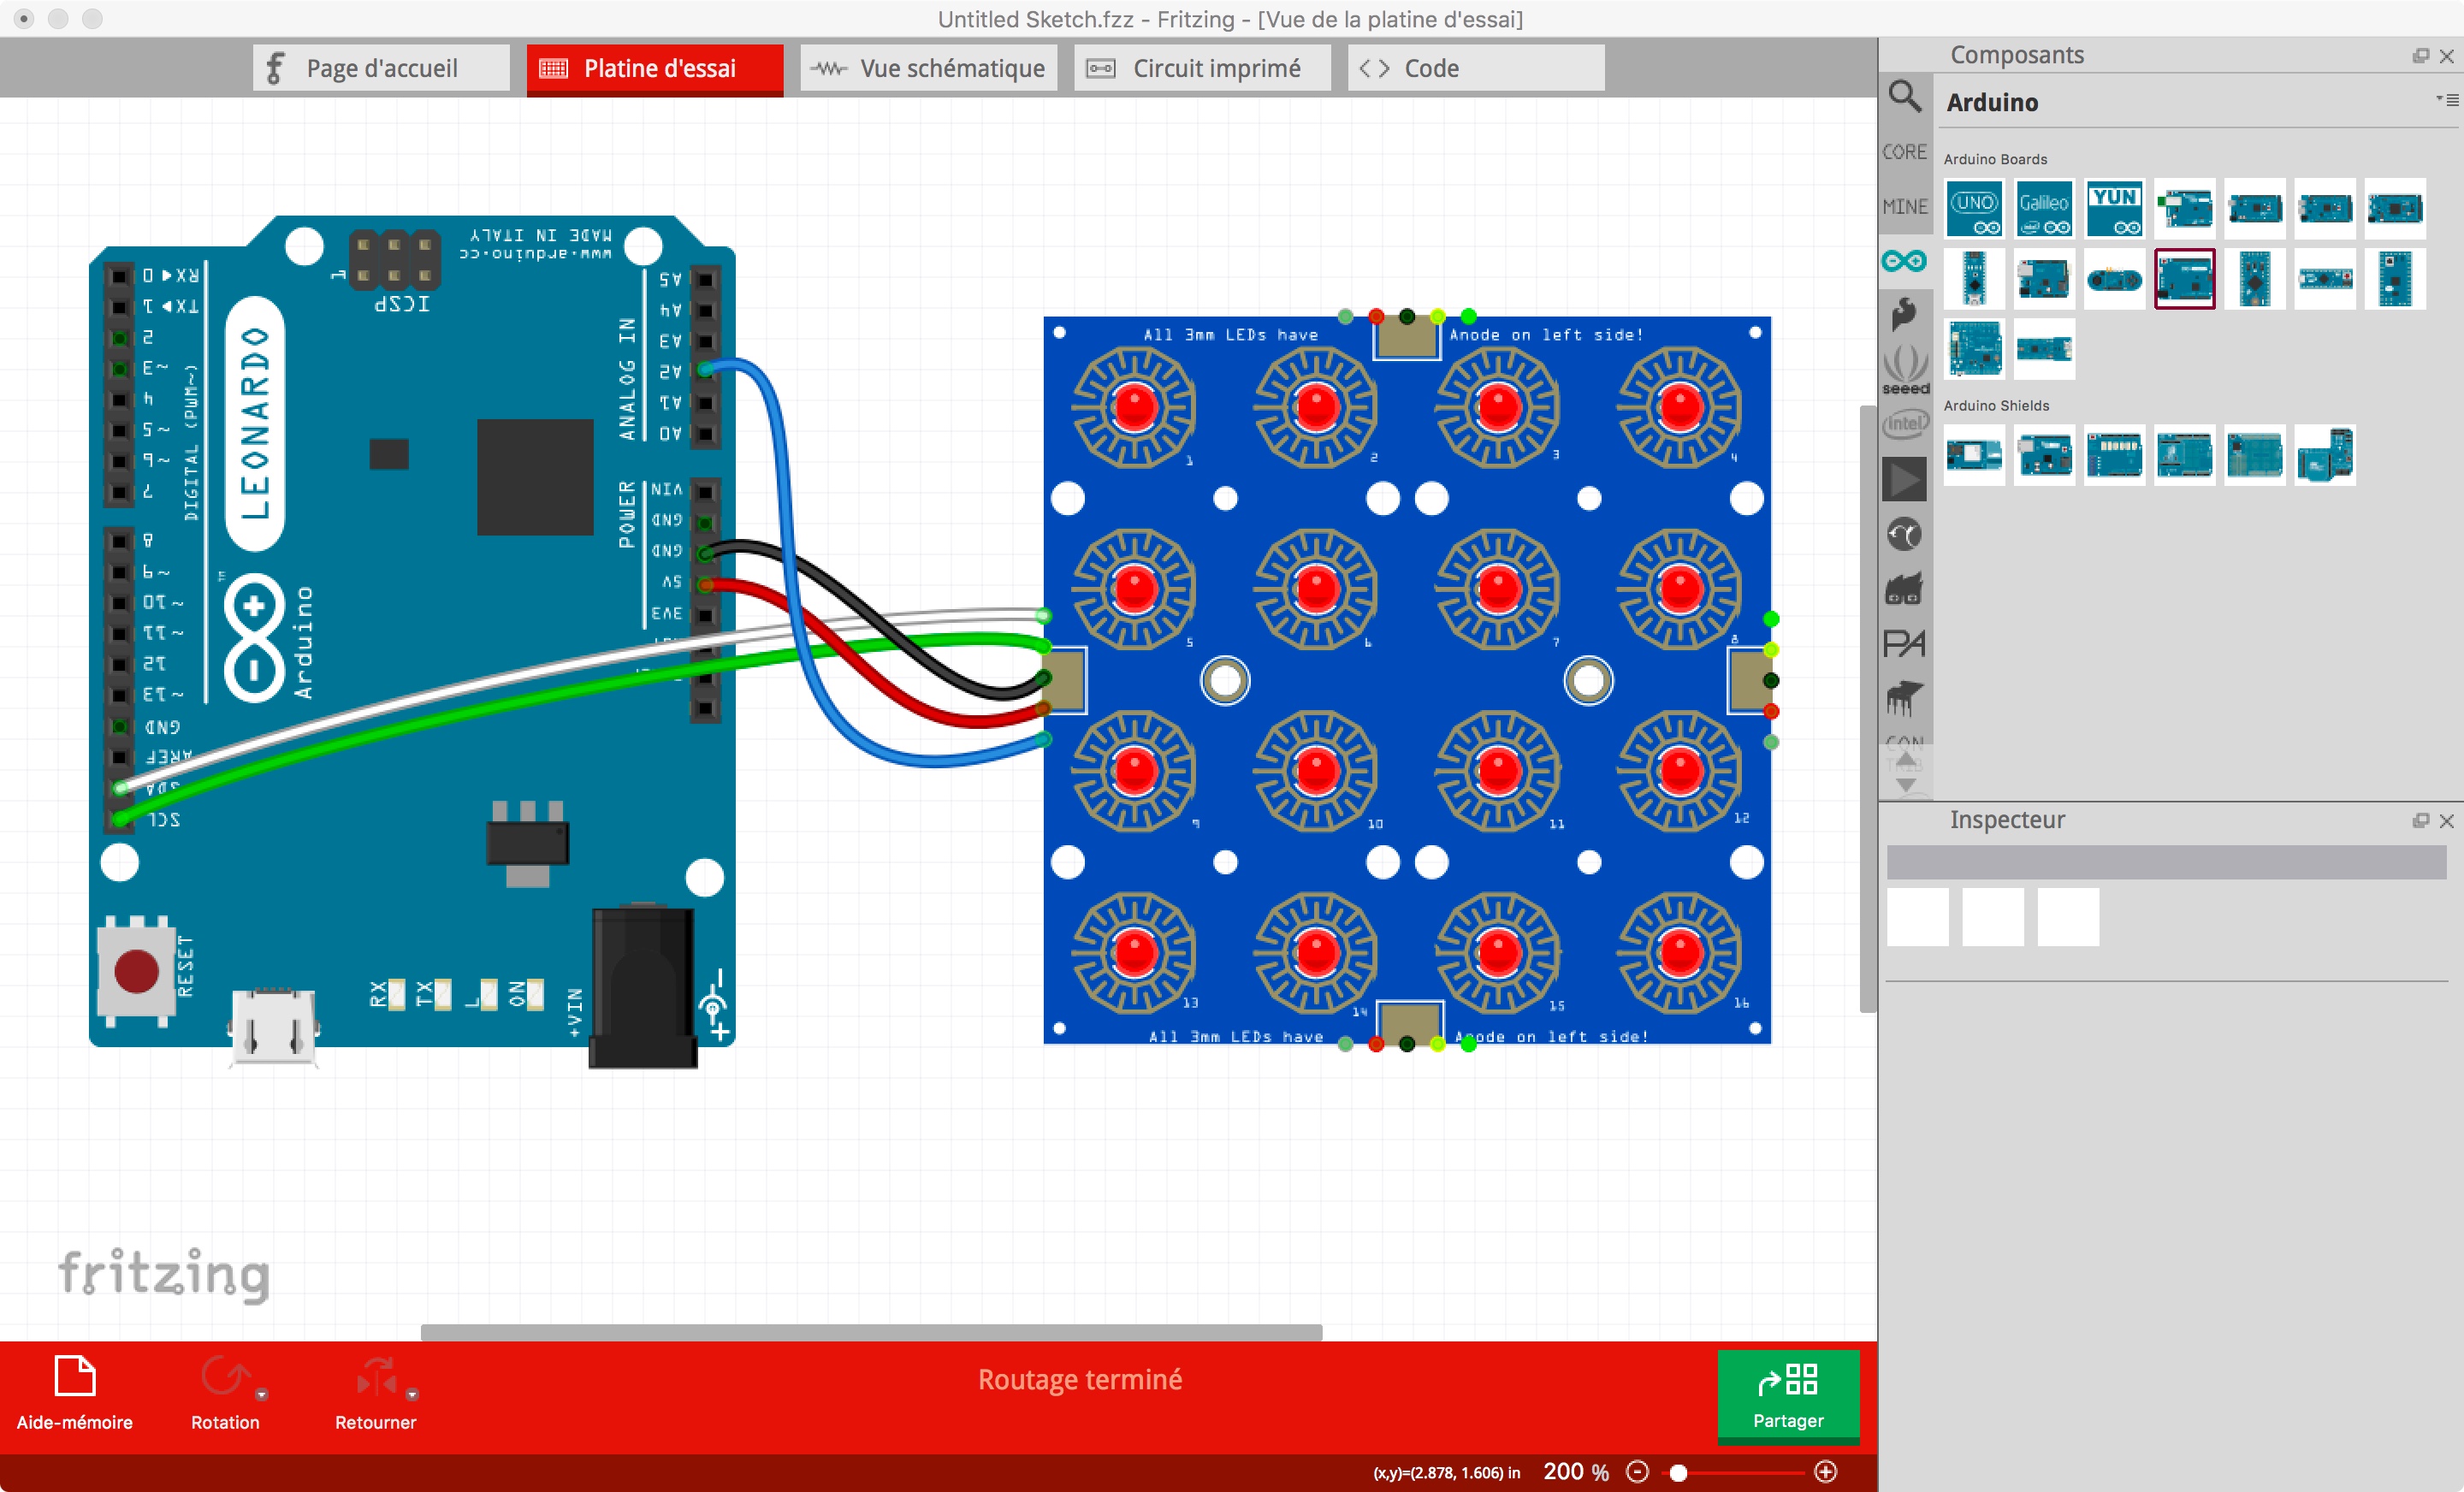 Untitled Sketch.fzz - Fritzing - [Vue de la platine d'essai]
Page d'accueil
Platine d'essai
Vue schématique
Circuit imprimé
Code
Composants
Arduino
CORE
MINE
seeed
intel
PA
Arduino Boards
UNO
Galileo
YUN
Arduino Shields
Inspecteur
MADE IN ITALY
www.arduino.cc
ICSP
1
RX◀0
TX▶1
2
~3
4
~5
~6
7
DIGITAL (PWM~)
8
~9
~10
~11
12
~13
GND
AREF
SDA
SCL
LEONARDO
Arduino
TM
ANALOG IN
A5
A4
A3
A2
A1
A0
POWER
VIN
GND
GND
5V
3V3
RESET
RX
TX
L
ON
+VIN
- +
All 3mm LEDs have
Anode on left side!
1
2
3
4
5
6
7
8
9
10
11
12
13
14
15
16
All 3mm LEDs have
Anode on left side!
fritzing
Aide-mémoire
Rotation
Retourner
Routage terminé
Partager
(x,y)=(2.878, 1.606) in
200 %